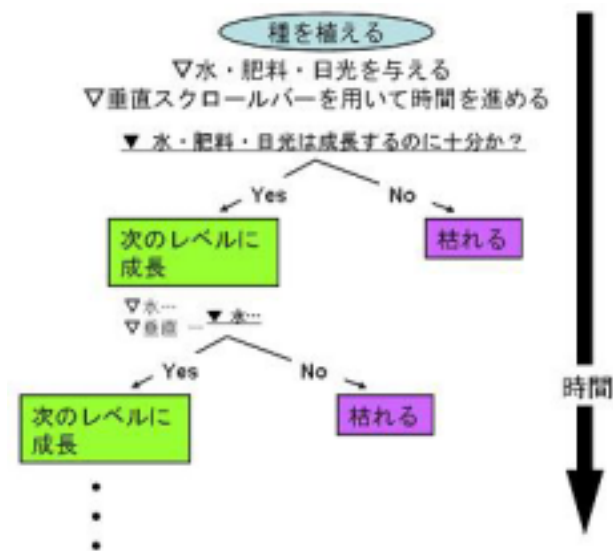 種を植える
▽水・肥料・日光を与える
▽垂直スクロールバーを用いて時間を進める
▼ 水・肥料・日光は成長するのに十分か？
Yes
No
次のレベルに
成長
枯れる
▽水…
▽垂直 …
▼ 水…
Yes
No
時間
次のレベルに
成長
枯れる